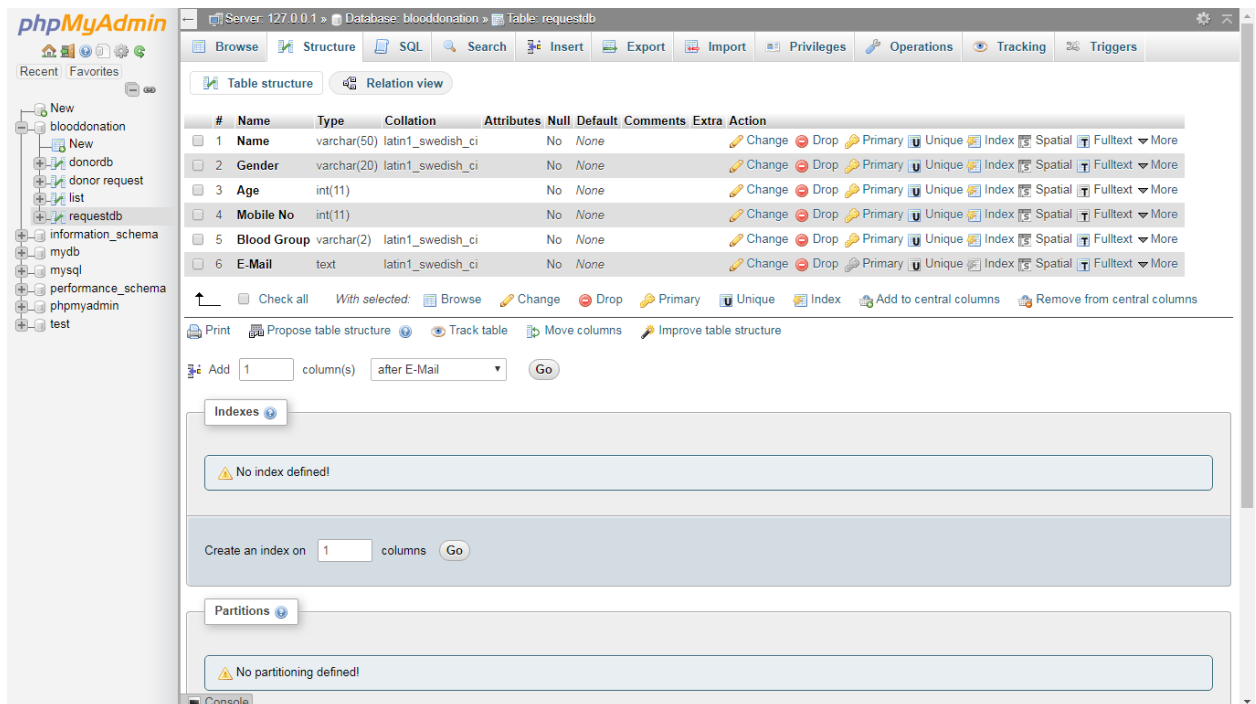 phpMyAdmin
Recent Favorites
New
blooddonation
New
donordb
donor request
list
requestdb
information_schema
mydb
mysql
performance_schema
phpmyadmin
test
Server: 127.0.0.1 » Database: blooddonation » Table: requestdb
Browse Structure SQL Search Insert Export Import Privileges Operations Tracking Triggers
Table structure Relation view
# Name Type Collation Attributes Null Default Comments Extra Action
1 Name varchar(50) latin1_swedish_ci No None Change Drop Primary Unique Index Spatial Fulltext More
2 Gender varchar(20) latin1_swedish_ci No None Change Drop Primary Unique Index Spatial Fulltext More
3 Age int(11) No None Change Drop Primary Unique Index Spatial Fulltext More
4 Mobile No int(11) No None Change Drop Primary Unique Index Spatial Fulltext More
5 Blood Group varchar(2) latin1_swedish_ci No None Change Drop Primary Unique Index Spatial Fulltext More
6 E-Mail text latin1_swedish_ci No None Change Drop Primary Unique Index Spatial Fulltext More
Check all With selected: Browse Change Drop Primary Unique Index Add to central columns Remove from central columns
Print Propose table structure Track table Move columns Improve table structure
Add 1 column(s) after E-Mail Go
Indexes
No index defined!
Create an index on 1 columns Go
Partitions
No partitioning defined!
Console